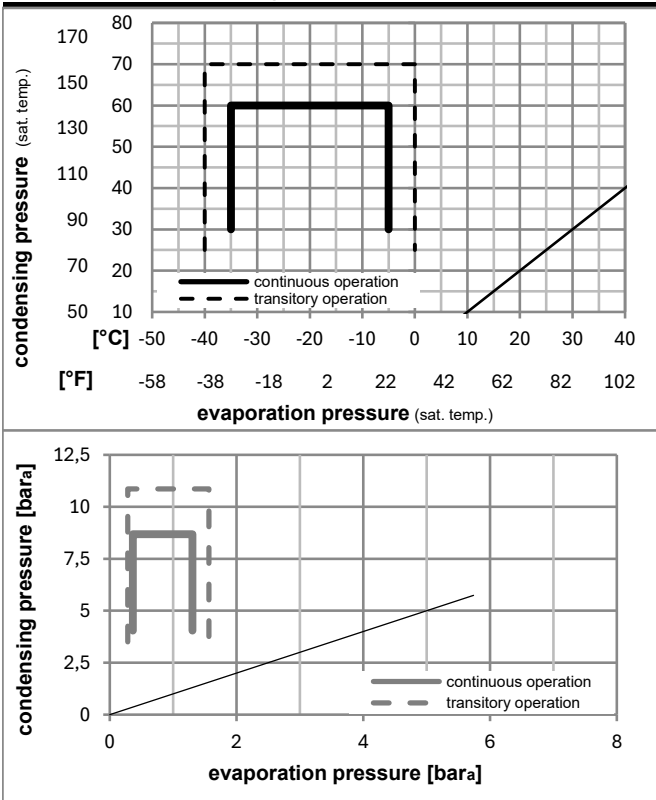 condensing pressure (sat. temp.)
170 80
70
150 60
130 50
110 40
90 30
70 20
50 10
continuous operation
transitory operation
[°C] -50 -40 -30 -20 -10 0 10 20 30 40
[°F] -58 -38 -18 2 22 42 62 82 102
evaporation pressure (sat. temp.)
condensing pressure [bara]
12,5
10
7,5
5
2,5
0
continuous operation
transitory operation
0 2 4 6 8
evaporation pressure [bara]